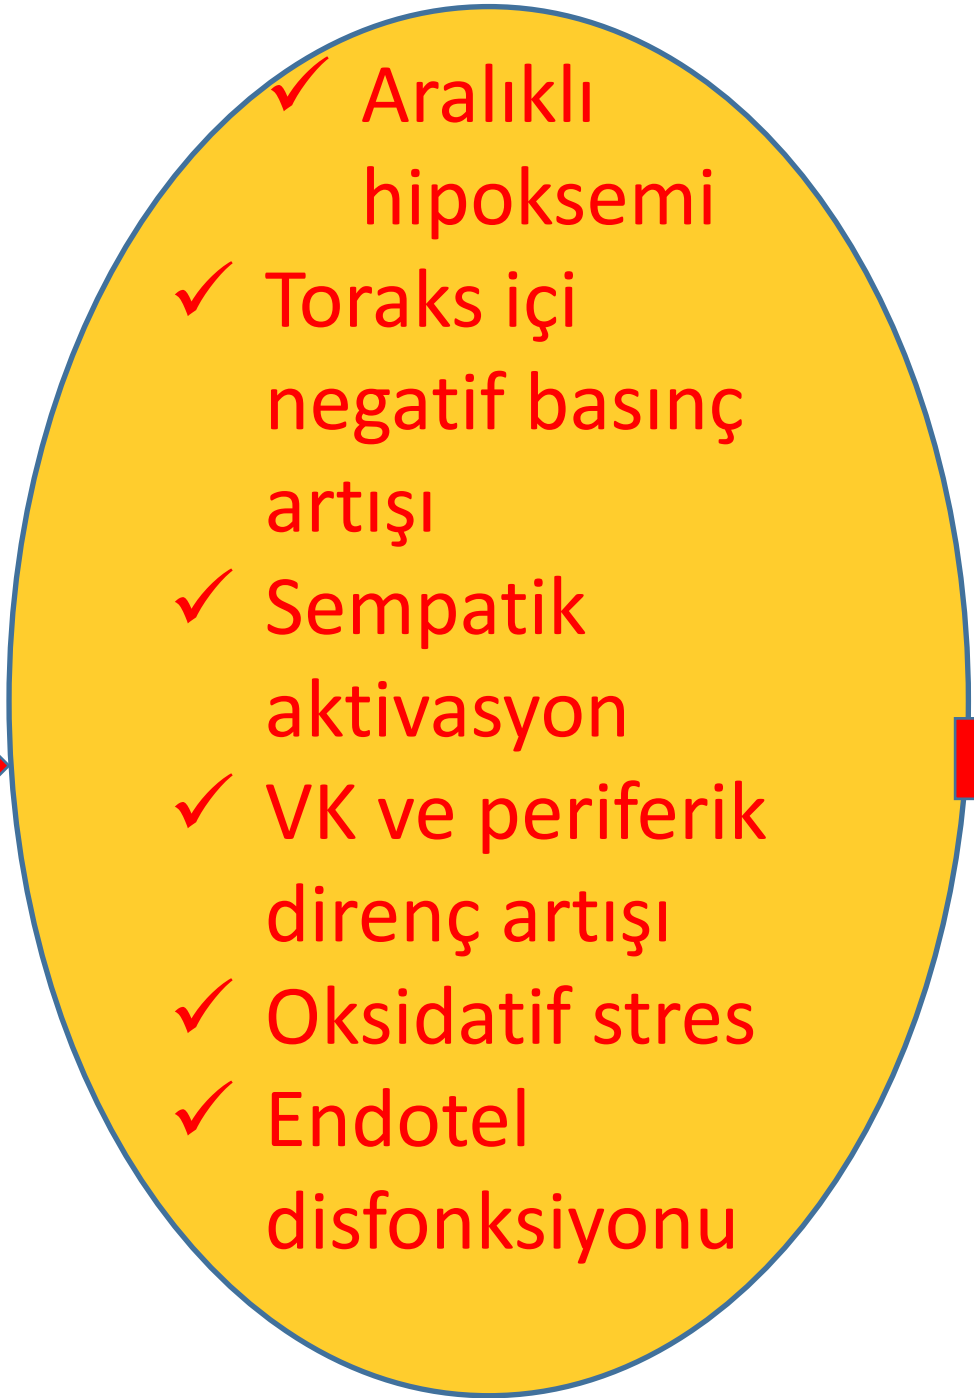 Aralıklı
hipoksemi
Toraks içi
negatif basınç
artışı
Sempatik
aktivasyon
VK ve periferik
direnç artışı
Oksidatif stres
Endotel
disfonksiyonu